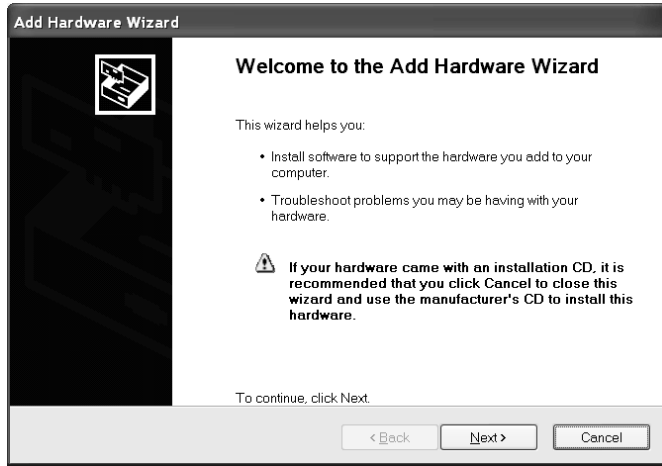 Add Hardware Wizard
Welcome to the Add Hardware Wizard
This wizard helps you:
• Install software to support the hardware you add to your
computer.
• Troubleshoot problems you may be having with your
hardware.
If your hardware came with an installation CD, it is
recommended that you click Cancel to close this
wizard and use the manufacturer's CD to install this
hardware.
To continue, click Next.
< Back Next > Cancel